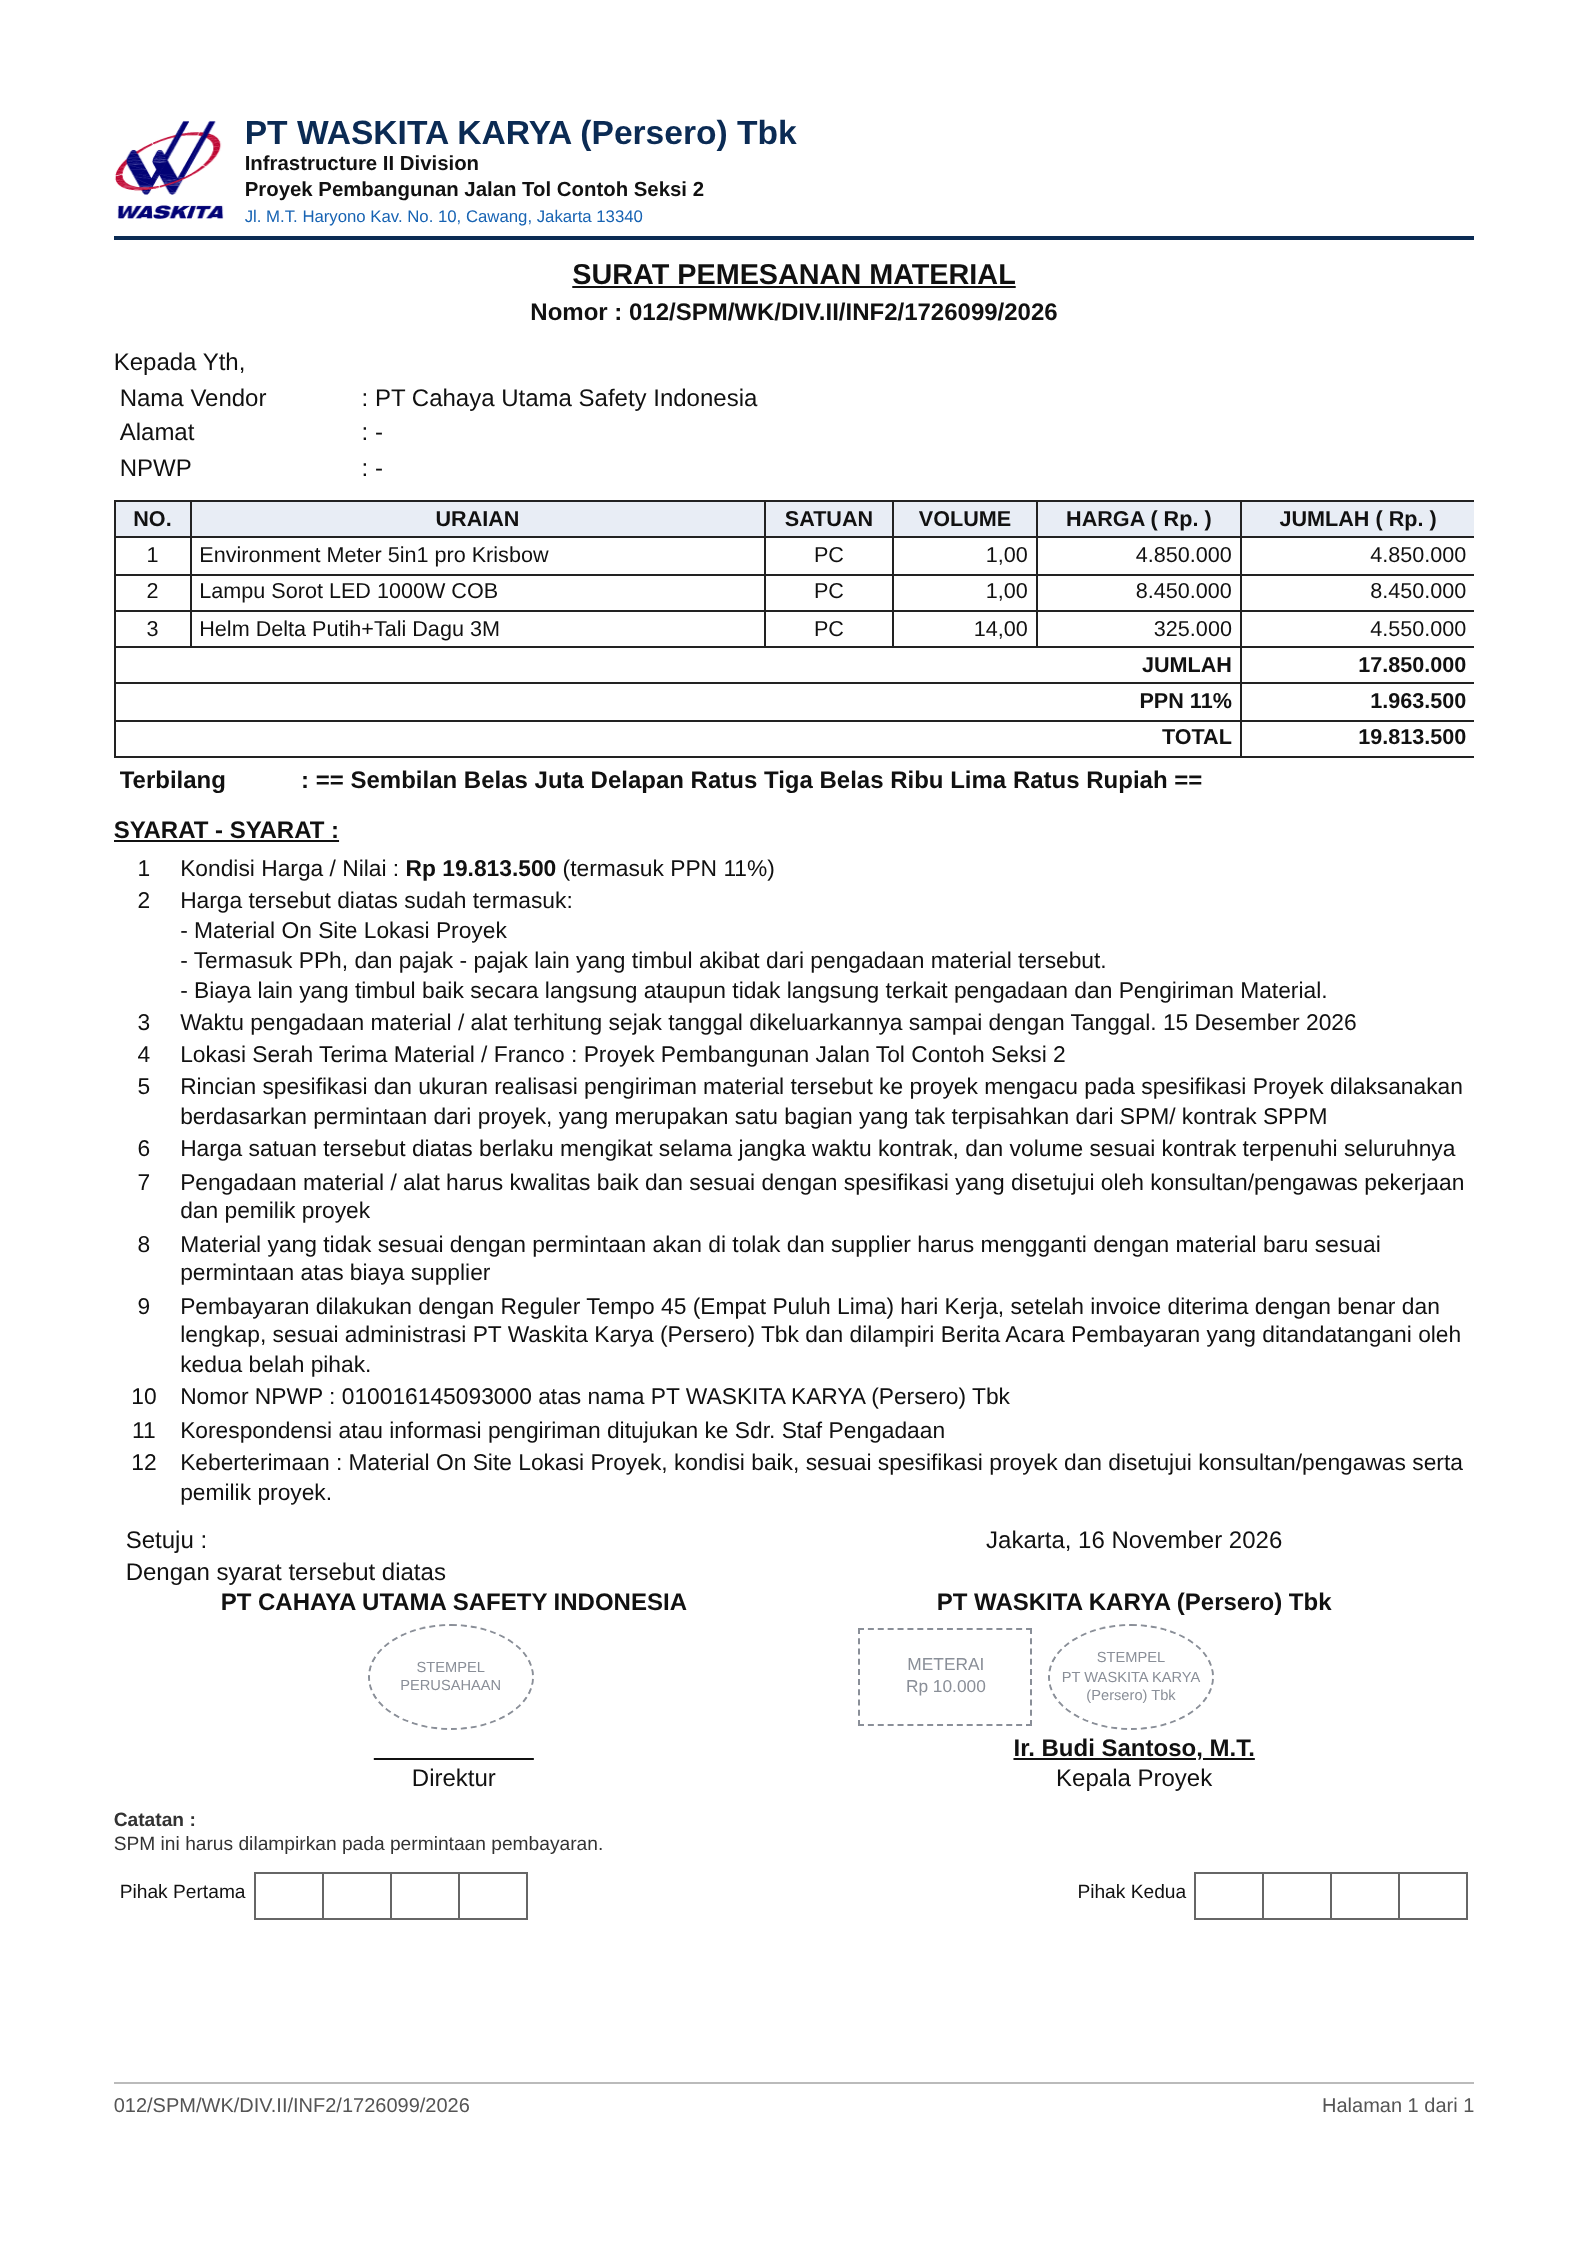 WASKITA
PT WASKITA KARYA (Persero) Tbk
Infrastructure II Division
Proyek Pembangunan Jalan Tol Contoh Seksi 2
Jl. M.T. Haryono Kav. No. 10, Cawang, Jakarta 13340
SURAT PEMESANAN MATERIAL
Nomor : 012/SPM/WK/DIV.II/INF2/1726099/2026
Kepada Yth,
Nama Vendor : PT Cahaya Utama Safety Indonesia
Alamat : -
NPWP : -
NO. URAIAN SATUAN VOLUME HARGA ( Rp. ) JUMLAH ( Rp. )
1 Environment Meter 5in1 pro Krisbow PC 1,00 4.850.000 4.850.000
2 Lampu Sorot LED 1000W COB PC 1,00 8.450.000 8.450.000
3 Helm Delta Putih+Tali Dagu 3M PC 14,00 325.000 4.550.000
JUMLAH 17.850.000
PPN 11% 1.963.500
TOTAL 19.813.500
Terbilang : == Sembilan Belas Juta Delapan Ratus Tiga Belas Ribu Lima Ratus Rupiah ==
SYARAT - SYARAT :
1 Kondisi Harga / Nilai : Rp 19.813.500 (termasuk PPN 11%)
2 Harga tersebut diatas sudah termasuk:
- Material On Site Lokasi Proyek
- Termasuk PPh, dan pajak - pajak lain yang timbul akibat dari pengadaan material tersebut.
- Biaya lain yang timbul baik secara langsung ataupun tidak langsung terkait pengadaan dan Pengiriman Material.
3 Waktu pengadaan material / alat terhitung sejak tanggal dikeluarkannya sampai dengan Tanggal. 15 Desember 2026
4 Lokasi Serah Terima Material / Franco : Proyek Pembangunan Jalan Tol Contoh Seksi 2
5 Rincian spesifikasi dan ukuran realisasi pengiriman material tersebut ke proyek mengacu pada spesifikasi Proyek dilaksanakan
berdasarkan permintaan dari proyek, yang merupakan satu bagian yang tak terpisahkan dari SPM/ kontrak SPPM
6 Harga satuan tersebut diatas berlaku mengikat selama jangka waktu kontrak, dan volume sesuai kontrak terpenuhi seluruhnya
7 Pengadaan material / alat harus kwalitas baik dan sesuai dengan spesifikasi yang disetujui oleh konsultan/pengawas pekerjaan
dan pemilik proyek
8 Material yang tidak sesuai dengan permintaan akan di tolak dan supplier harus mengganti dengan material baru sesuai
permintaan atas biaya supplier
9 Pembayaran dilakukan dengan Reguler Tempo 45 (Empat Puluh Lima) hari Kerja, setelah invoice diterima dengan benar dan
lengkap, sesuai administrasi PT Waskita Karya (Persero) Tbk dan dilampiri Berita Acara Pembayaran yang ditandatangani oleh
kedua belah pihak.
10 Nomor NPWP : 010016145093000 atas nama PT WASKITA KARYA (Persero) Tbk
11 Korespondensi atau informasi pengiriman ditujukan ke Sdr. Staf Pengadaan
12 Keberterimaan : Material On Site Lokasi Proyek, kondisi baik, sesuai spesifikasi proyek dan disetujui konsultan/pengawas serta
pemilik proyek.
Setuju : Jakarta, 16 November 2026
Dengan syarat tersebut diatas
PT CAHAYA UTAMA SAFETY INDONESIA PT WASKITA KARYA (Persero) Tbk
STEMPEL
PERUSAHAAN
METERAI
Rp 10.000
STEMPEL
PT WASKITA KARYA
(Persero) Tbk
Ir. Budi Santoso, M.T.
Direktur Kepala Proyek
Catatan :
SPM ini harus dilampirkan pada permintaan pembayaran.
Pihak Pertama Pihak Kedua
012/SPM/WK/DIV.II/INF2/1726099/2026 Halaman 1 dari 1